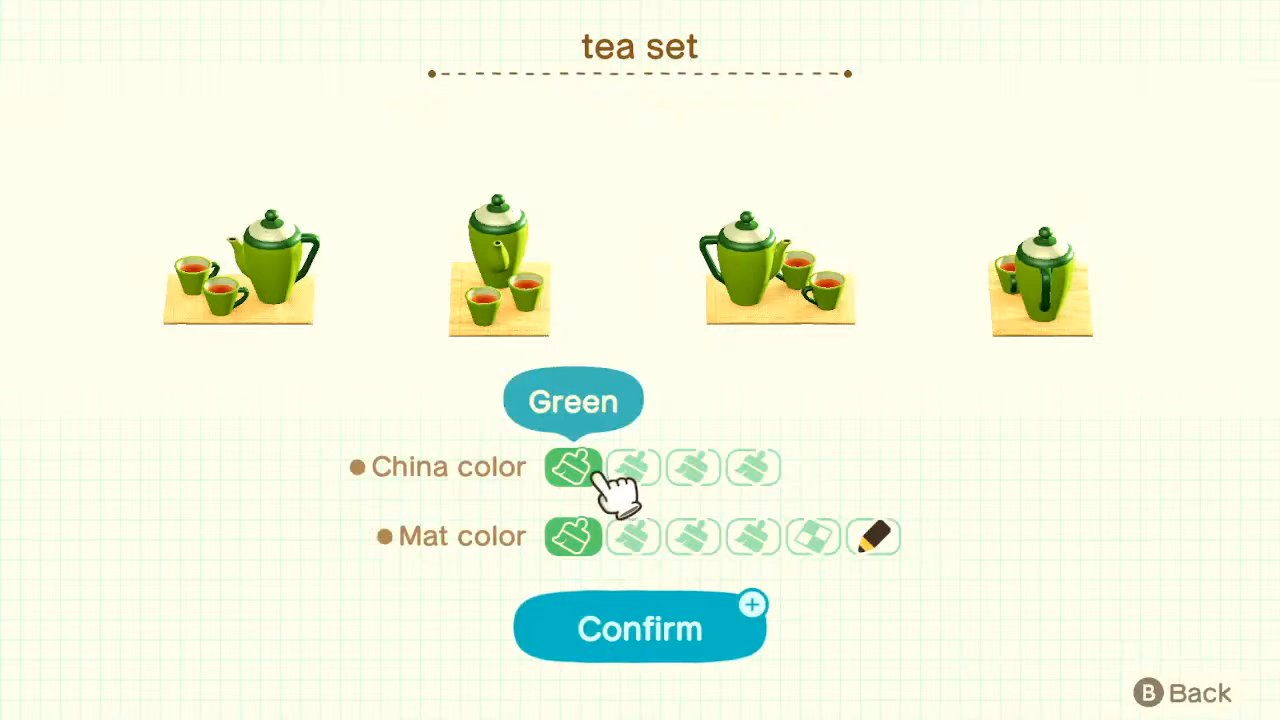 tea set
Green
China color
Mat color
Confirm
B Back